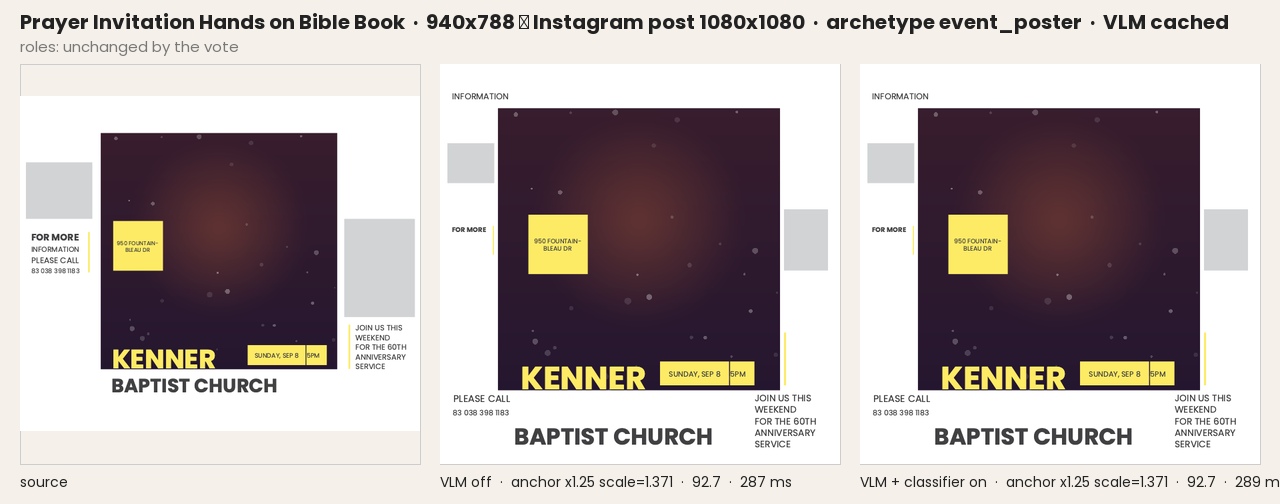 Prayer Invitation Hands on Bible Book · 940x788 Instagram post 1080x1080 · archetype event_poster · VLM cached
roles: unchanged by the vote
FOR MORE
INFORMATION
PLEASE CALL
83 038 398 1183
950 FOUNTAIN-
BLEAU DR
KENNER
SUNDAY, SEP 8 5PM
BAPTIST CHURCH
JOIN US THIS
WEEKEND
FOR THE 60TH
ANNIVERSARY
SERVICE
source
INFORMATION
FOR MORE
950 FOUNTAIN-
BLEAU DR
KENNER
SUNDAY, SEP 8 5PM
PLEASE CALL
83 038 398 1183
BAPTIST CHURCH
JOIN US THIS
WEEKEND
FOR THE 60TH
ANNIVERSARY
SERVICE
VLM off · anchor x1.25 scale=1.371 · 92.7 · 287 ms
INFORMATION
FOR MORE
950 FOUNTAIN-
BLEAU DR
KENNER
SUNDAY, SEP 8 5PM
PLEASE CALL
83 038 398 1183
BAPTIST CHURCH
JOIN US THIS
WEEKEND
FOR THE 60TH
ANNIVERSARY
SERVICE
VLM + classifier on · anchor x1.25 scale=1.371 · 92.7 · 289 m